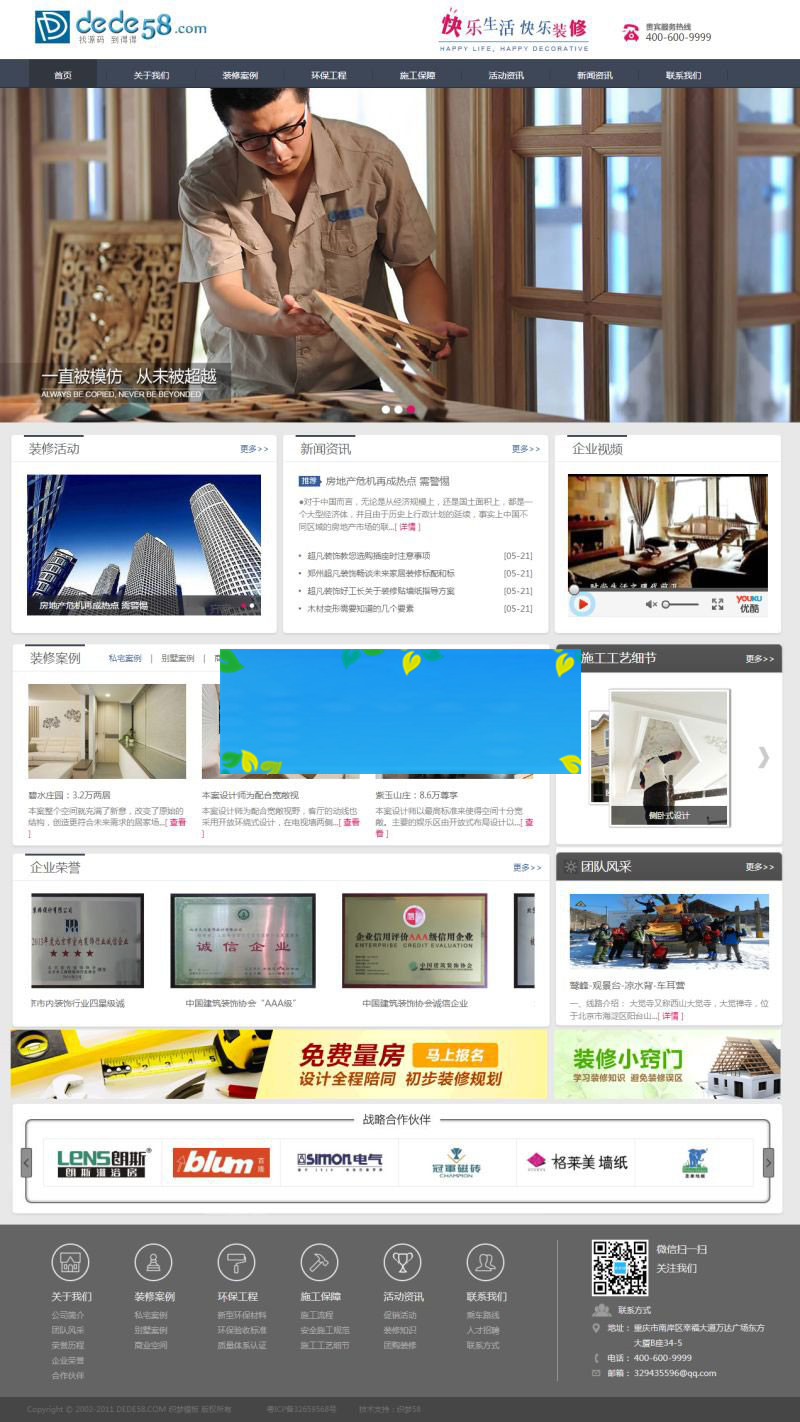 dede58.com
找源码 到得得
快乐生活 快乐装修
HAPPY LIFE, HAPPY DECORATIVE
贵宾服务热线
400-600-9999
首页 关于我们 装修案例 环保工程 施工保障 活动资讯 新闻资讯 联系我们
一直被模仿 从未被超越
ALWAYS BE COPIED, NEVER BE BEYONDED
装修活动 更多>>
房地产危机再成热点 需警惕
新闻资讯 更多>>
推荐 房地产危机再成热点 需警惕
●对于中国而言，无论是从经济规模上，还是国土面积上，都是一
个大型经济体，并且由于历史上行政计划的延续，事实上中国不
同区域的房地产市场的联...[ 详情 ]
超凡装饰教您选购插座时注意事项 [05-21]
郑州超凡装饰畅谈未来家居装修标配和标 [05-21]
超凡装饰好目长关于装修贴墙纸指导方案 [05-21]
木材变形需要知道的几个要素 [05-21]
企业视频
YOUKU
优酷
装修案例 私宅案例 | 别墅案例 |
碧水庄园：3.2万两居
本案整个空间就充满了新意，改变了原始的
结构，创造更符合未来需求的居家场...[ 查看
]
本案设计师为配合宽敞视
本案设计师为配合宽敞视野，客厅的动线也
采用开放环绕式设计，在电视墙两侧...[ 查看
]
紫玉山庄：8.6万尊享
本案设计师以最高标准来使得空间十分宽
敞。主要的娱乐区由开放式布局设计以...[ 查
看 ]
施工工艺细节 更多>>
侧卧式设计
企业荣誉 更多>>
诚信企业
企业信用评价AAA级信用企业
ENTERPRISE CREDIT EVALUATION
中国建筑装饰协会
京市内装饰行业四星级诚
中国建筑装饰协会“AAA级”
中国建筑装饰协会诚信企业
团队风采 更多>>
鹫峰-观景台-凉水背-车耳营
一、线路介绍： 大觉寺又称西山大觉寺，大觉禅寺，位
于北京市海淀区阳台山...[ 详情 ]
免费量房 马上报名
设计全程陪同 初步装修规划
装修小窍门
学习装修知识 避免装修误区
战略合作伙伴
LENS朗斯
朗斯淋浴房
blum 百隆
simon电气
冠军磁砖
CHAMPION
格莱美 墙纸
关于我们
公司简介
团队风采
荣誉历程
企业荣誉
合作伙伴
装修案例
私宅案例
别墅案例
商业空间
环保工程
新型环保材料
环保验收标准
质量体系认证
施工保障
施工流程
安全施工规范
施工工艺细节
活动资讯
促销活动
装修知识
团购装修
联系我们
乘车路线
人才招聘
联系方式
微信扫一扫
关注我们
联系方式
地址： 重庆市南岸区幸福大道万达广场东方
大厦B座34-5
电话： 400-600-9999
邮箱： 329435596@qq.com
Copyright © 2002-2011 DEDE58.COM 织梦模板 版权所有 粤ICP备32653568号 技术支持：织梦58